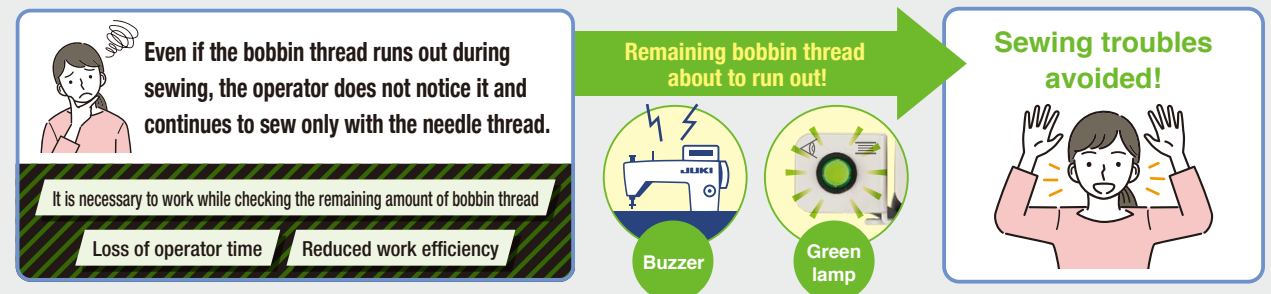 Even if the bobbin thread runs out during
sewing, the operator does not notice it and
continues to sew only with the needle thread.
It is necessary to work while checking the remaining amount of bobbin thread
Loss of operator time
Reduced work efficiency
Remaining bobbin thread
about to run out!
JUKI
Buzzer
Green
lamp
Sewing troubles
avoided!